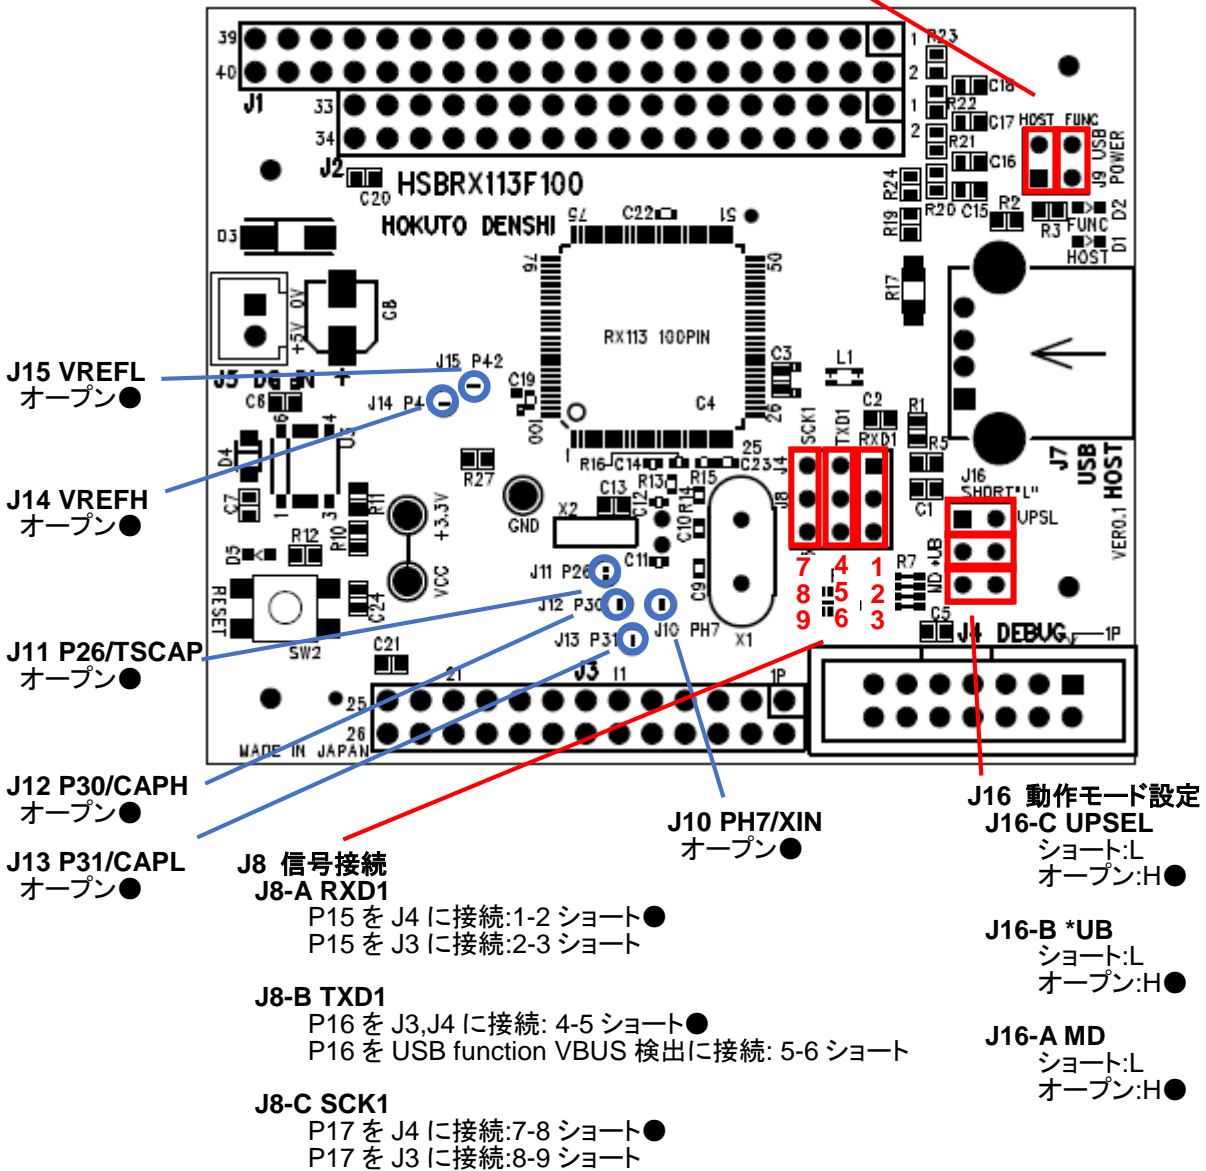 39
1
R23
40
2
C18
J1
33
1
R22
C17
HOST FUNC
34
2
R21
J2
C16
J9 USB
POWER
C20
HSBRX113F100
R24
R20
C15
R2
HOKUTO DENSHI
75
C22
51
R19
R3
D2
FUNC
D3
D1
HOST
76
50
R17
0V
+5V
C8
RX113 100PIN
J15 P42
C3
L1
J15 VREFL
オープン●
J5 DC IN
+
C6
J14 P4
C19
C4
26
SCK1
TXD1
C2
RXD1
R1
100
6
4
U3
1
25
R5
J7
USB
HOST
D4
R16
C14
C23
J4
J16
SHORT"L"
R27
R13
R15
J8
J14 VREFH
オープン●
C7
1
3
R11
+3.3V
GND
X2
C13
C12
R14
C1
UPSL
VER0.1
R12
R10
C10
D5
C11
*UB
J11 P26
7
4
1
R7
MD
RESET
VCC
C9
C24
J12 P30
8
5
2
9
6
3
C5
J13 P31
J10 PH7
X1
J4 DEBUG
1P
SW2
C21
J11 P26/TSCAP
オープン●
21
J3
11
1P
25
26
MADE IN JAPAN
J12 P30/CAPH
オープン●
J16 動作モード設定
J10 PH7/XIN
オープン●
J16-C UPSEL
ショート:L
オープン:H●
J13 P31/CAPL
オープン●
J8 信号接続
J8-A RXD1
P15 を J4 に接続:1-2 ショート●
P15 を J3 に接続:2-3 ショート
J16-B *UB
ショート:L
オープン:H●
J8-B TXD1
P16 を J3,J4 に接続: 4-5 ショート●
P16 を USB function VBUS 検出に接続: 5-6 ショート
J16-A MD
ショート:L
オープン:H●
J8-C SCK1
P17 を J4 に接続:7-8 ショート●
P17 を J3 に接続:8-9 ショート